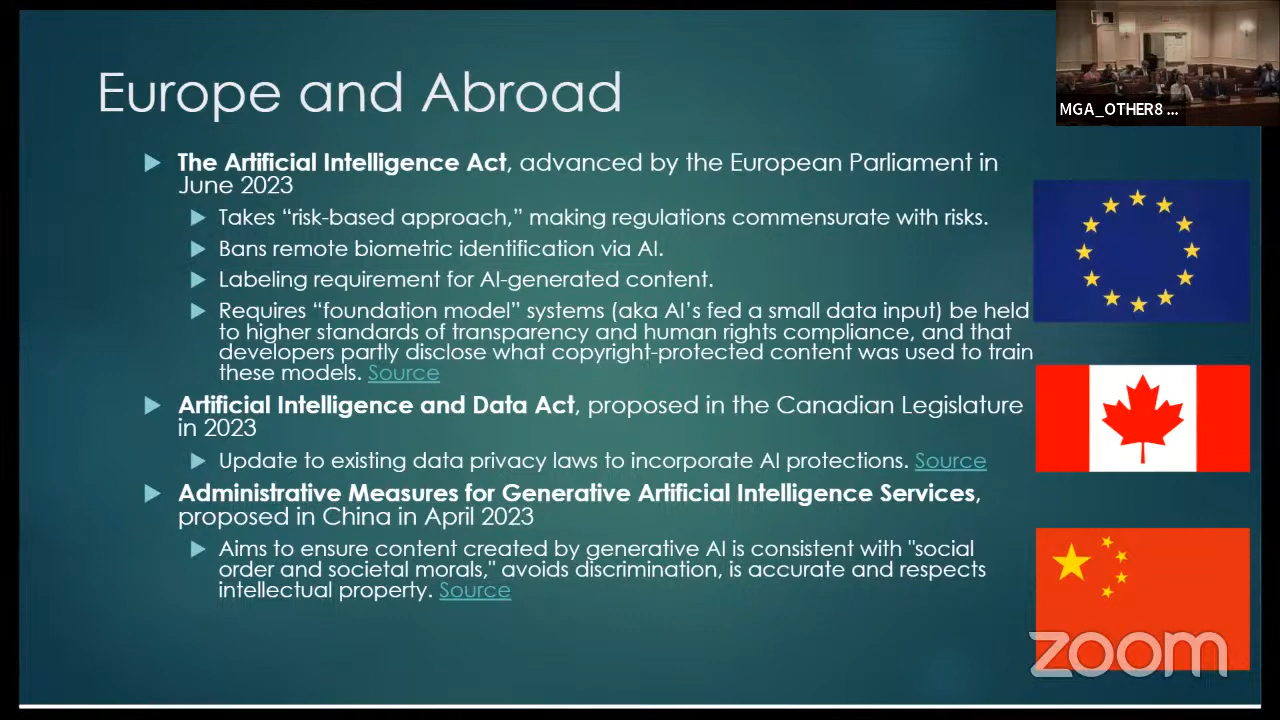 Europe and Abroad
MGA_OTHER8 ...
The Artificial Intelligence Act, advanced by the European Parliament in
June 2023
Takes “risk-based approach,” making regulations commensurate with risks.
Bans remote biometric identification via AI.
Labeling requirement for AI-generated content.
Requires “foundation model” systems (aka AI’s fed a small data input) be held
to higher standards of transparency and human rights compliance, and that
developers partly disclose what copyright-protected content was used to train
these models. Source
Artificial Intelligence and Data Act, proposed in the Canadian Legislature
in 2023
Update to existing data privacy laws to incorporate AI protections. Source
Administrative Measures for Generative Artificial Intelligence Services,
proposed in China in April 2023
Aims to ensure content created by generative AI is consistent with "social
order and societal morals," avoids discrimination, is accurate and respects
intellectual property. Source
zoom